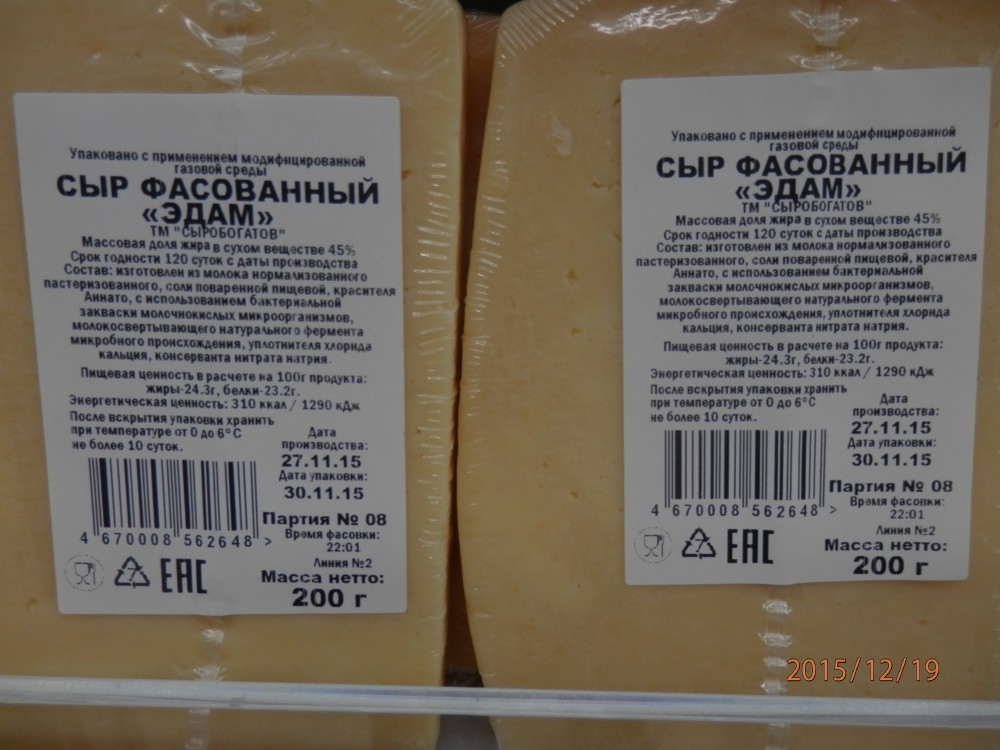 Упаковано с применением модифицированной
газовой среды
СЫР ФАСОВАННЫЙ
«ЭДАМ»
ТМ "СЫРОБОГАТОВ"
Массовая доля жира в сухом веществе 45%
Срок годности 120 суток с даты производства
Состав: изготовлен из молока нормализованного
пастеризованного, соли поваренной пищевой, красителя
Аннато, с использованием бактериальной
закваски молочнокислых микроорганизмов,
молокосвертывающего натурального фермента
микробного происхождения, уплотнителя хлорида
кальция, консерванта нитрата натрия.
Пищевая ценность в расчете на 100г продукта:
жиры-24.3г, белки-23.2г.
Энергетическая ценность: 310 ккал / 1290 кДж
После вскрытия упаковки хранить
при температуре от 0 до 6°С
не более 10 суток.
Дата
производства:
27.11.15
Дата упаковки:
30.11.15
Партия № 08
Время фасовки:
22:01
Линия №2
Масса нетто:
200 г
4 670008 562648 >
EAC
Упаковано с применением модифицированной
газовой среды
СЫР ФАСОВАННЫЙ
«ЭДАМ»
ТМ "СЫРОБОГАТОВ"
Массовая доля жира в сухом веществе 45%
Срок годности 120 суток с даты производства
Состав: изготовлен из молока нормализованного
пастеризованного, соли поваренной пищевой, красителя
Аннато, с использованием бактериальной
закваски молочнокислых микроорганизмов,
молокосвертывающего натурального фермента
микробного происхождения, уплотнителя хлорида
кальция, консерванта нитрата натрия.
Пищевая ценность в расчете на 100г продукта:
жиры-24.3г, белки-23.2г.
Энергетическая ценность: 310 ккал / 1290 кДж
После вскрытия упаковки хранить
при температуре от 0 до 6°С
не более 10 суток.
Дата
производства:
27.11.15
Дата упаковки:
30.11.15
Партия № 08
Время фасовки:
22:01
Линия №2
Масса нетто:
200 г
4 670008 562648 >
EAC
2015/12/19